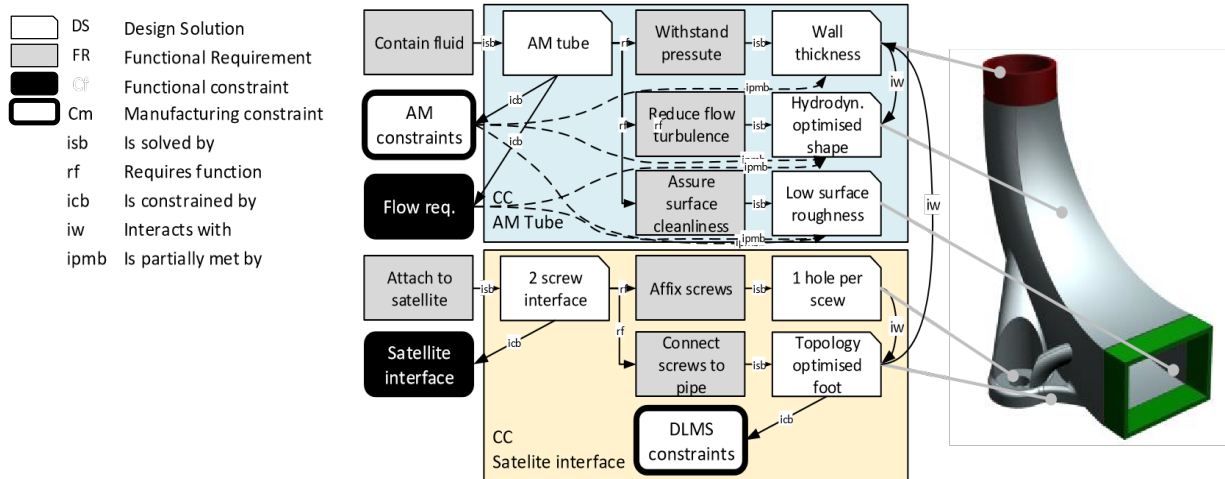 DS Design Solution
FR Functional Requirement
Cf Functional constraint
Cm Manufacturing constraint
isb Is solved by
rf Requires function
icb Is constrained by
iw Interacts with
ipmb Is partially met by
Contain fluid
isb
AM tube
rf
Withstand
pressute
isb
Wall
thickness
iw
icb
ipmb
AM
constraints
icb
rf
Reduce flow
rf
turbulence
isb
Hydrodyn.
optimised
shape
ipmb
ipmb
Flow req.
CC
AM Tube
Assure
surface
cleanliness
isb
Low surface
roughness
iw
ipmb
ipmb
Attach to
satellite
isb
2 screw
interface
rf
Affix screws
isb
1 hole per
scew
rf
iw
icb
Satellite
interface
Connect
screws to
pipe
isb
Topology
optimised
foot
icb
DLMS
constraints
CC
Satelite interface